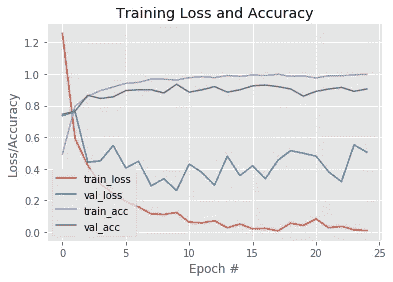 Training Loss and Accuracy
1.2
1.0
0.8
0.6
0.4
0.2
0.0
Loss/Accuracy
train_loss
val_loss
train_acc
val_acc
0
5
10
15
20
25
Epoch #